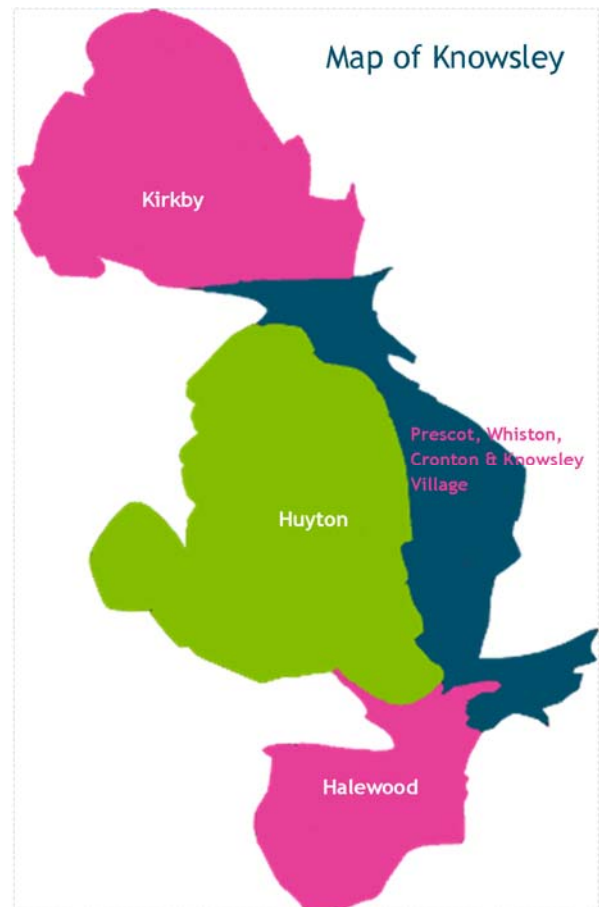 Map of Knowsley
Kirkby
Prescot, Whiston,
Cronton & Knowsley
Village
Huyton
Halewood